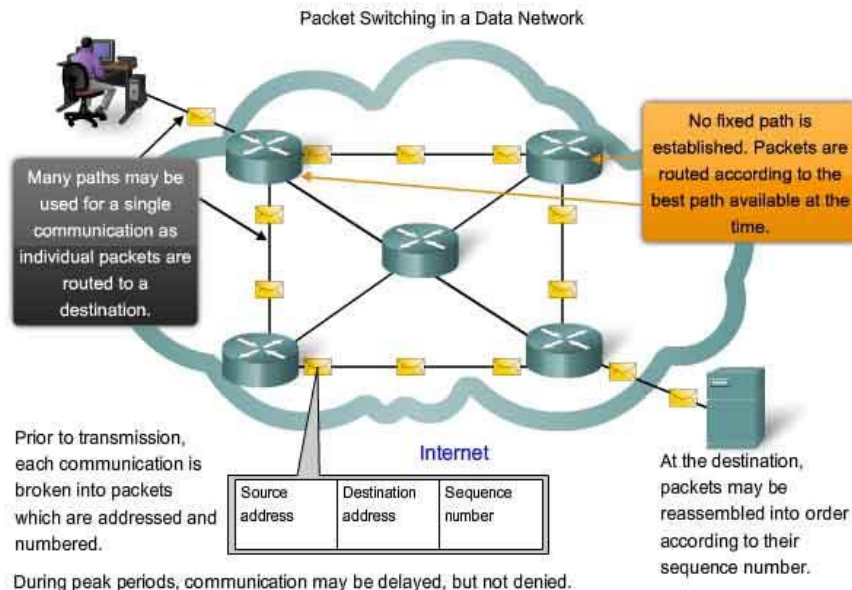 Packet Switching in a Data Network
Many paths may be
used for a single
communication as
individual packets are
routed to a
destination.
No fixed path is
established. Packets are
routed according to the
best path available at the
time.
Prior to transmission,
each communication is
broken into packets
which are addressed and
numbered.
Internet
Source
address
Destination
address
Sequence
number
At the destination,
packets may be
reassembled into order
according to their
sequence number.
During peak periods, communication may be delayed, but not denied.